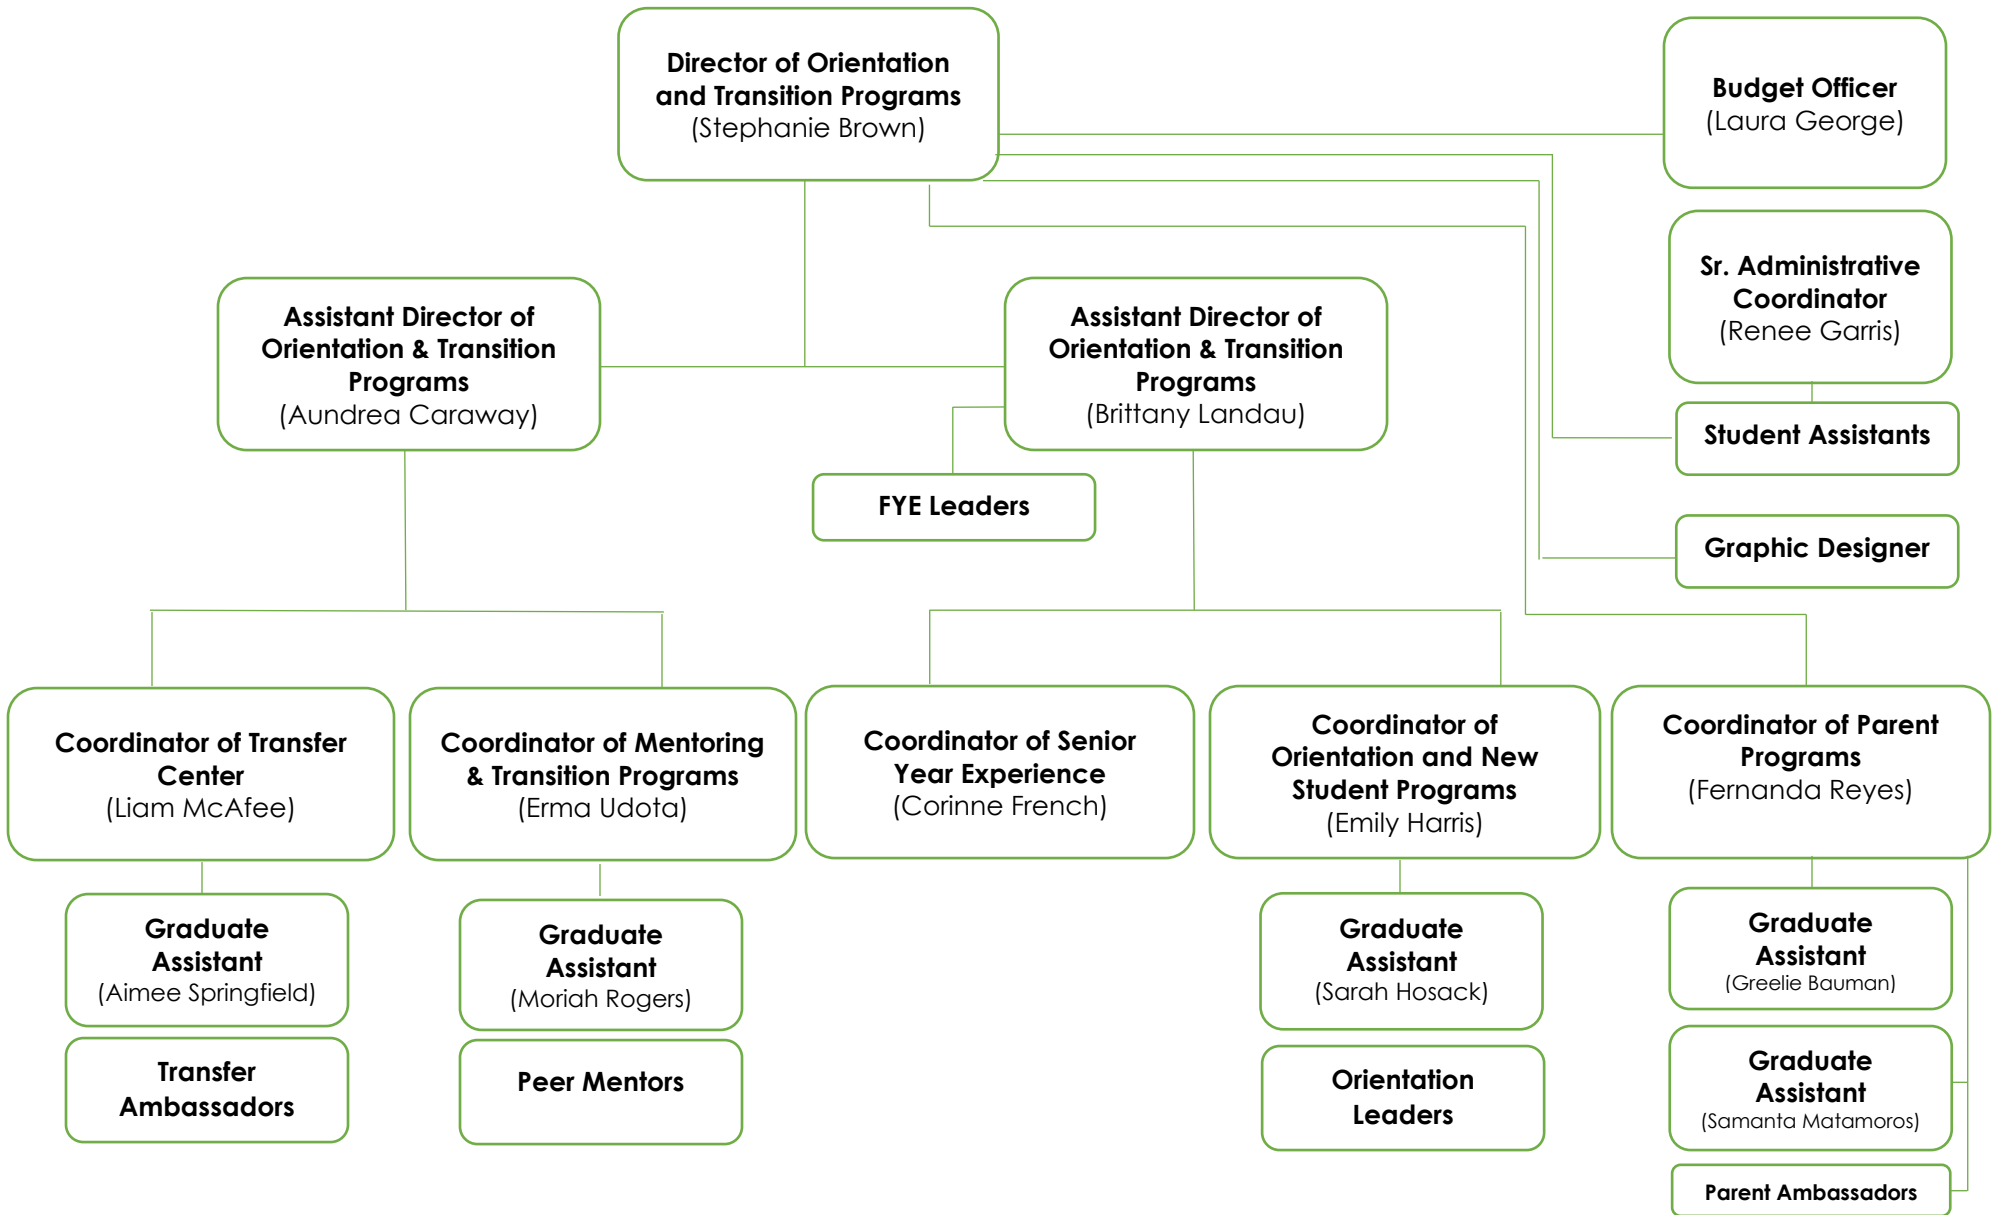 Director of Orientation
and Transition Programs
(Stephanie Brown)
Budget Officer
(Laura George)
Sr. Administrative
Coordinator
(Renee Garris)
Assistant Director of
Orientation & Transition
Programs
(Aundrea Caraway)
Assistant Director of
Orientation & Transition
Programs
(Brittany Landau)
Student Assistants
FYE Leaders
Graphic Designer
Coordinator of Transfer
Center
(Liam McAfee)
Coordinator of Mentoring
& Transition Programs
(Erma Udota)
Coordinator of Senior
Year Experience
(Corinne French)
Coordinator of
Orientation and New
Student Programs
(Emily Harris)
Coordinator of Parent
Programs
(Fernanda Reyes)
Graduate
Assistant
(Aimee Springfield)
Graduate
Assistant
(Moriah Rogers)
Graduate
Assistant
(Sarah Hosack)
Graduate
Assistant
(Greelie Bauman)
Transfer
Ambassadors
Peer Mentors
Orientation
Leaders
Graduate
Assistant
(Samanta Matamoros)
Parent Ambassadors